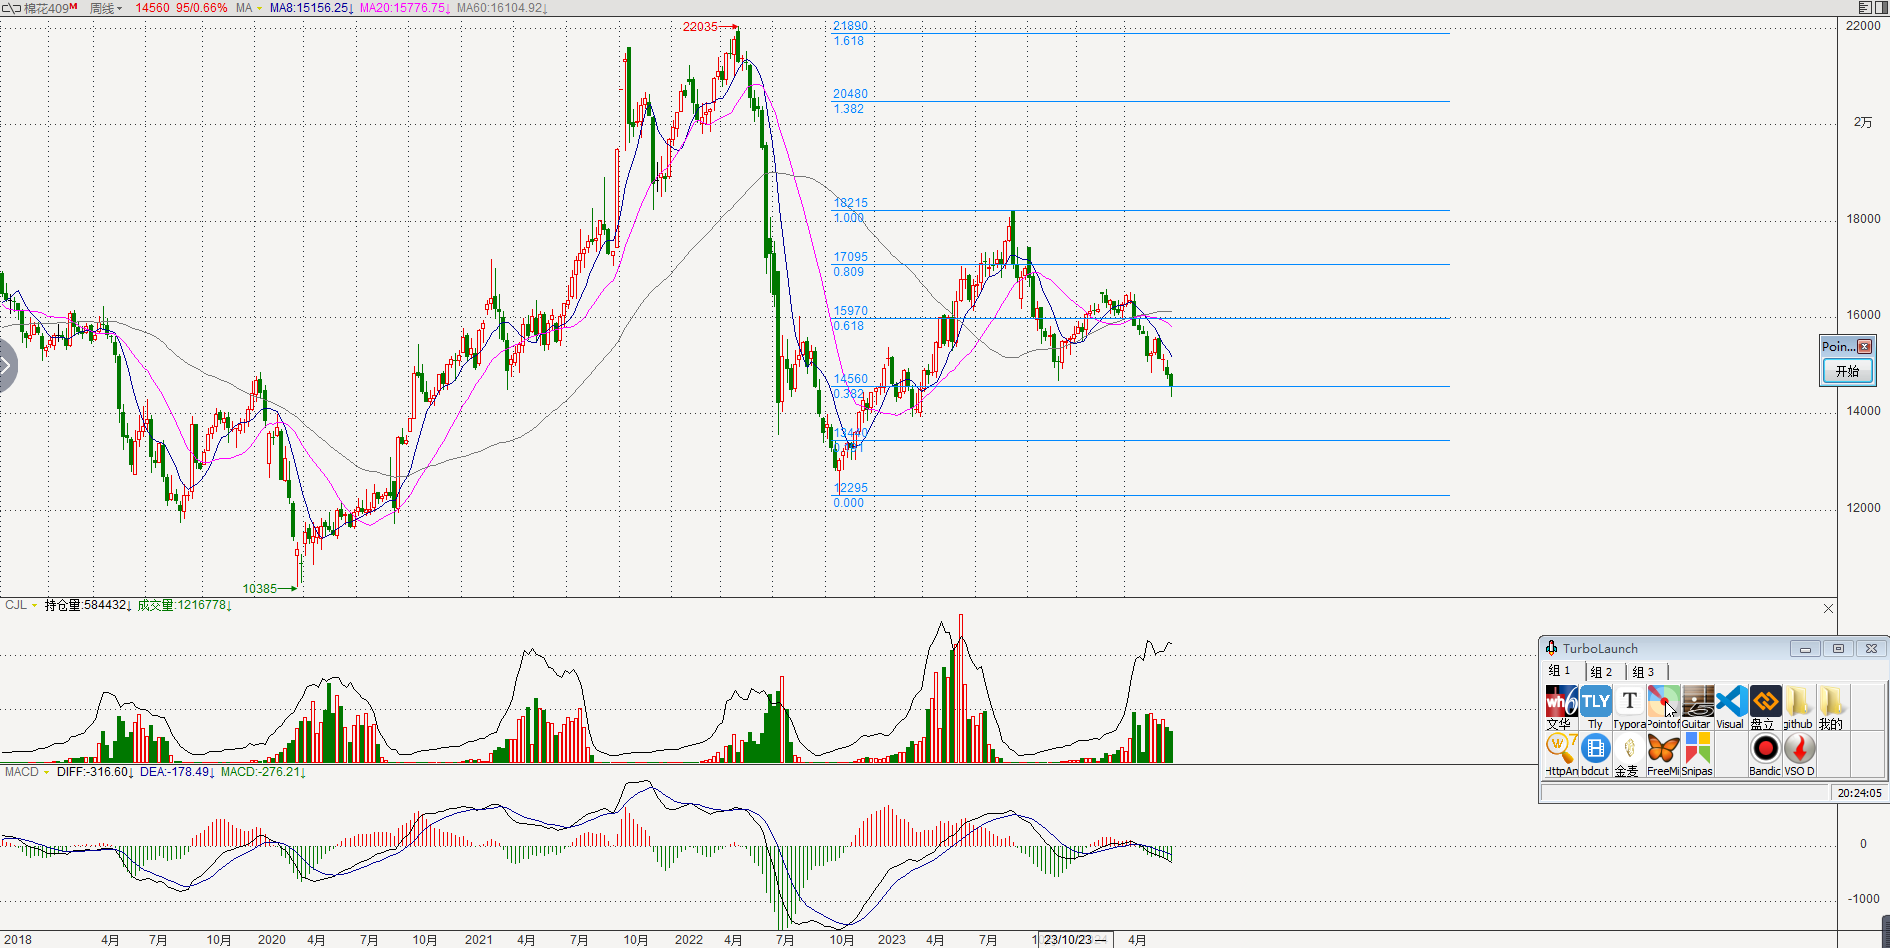 棉花409M 周线 14560 95/0.66% MA MA8:15156.25↓ MA20:15776.75↓ MA60:16104.92↓
22035
21890
1.618
20480
1.382
18215
1.000
17095
0.809
15970
0.618
14560
0.382
12295
0.000
10385
22000
2万
18000
16000
14000
12000
Poin...
开始
CJL 持仓量:584432↓ 成交量:1216778↓
MACD DIFF:-316.60↓ DEA:-178.49↓ MACD:-276.21↓
0
-1000
TurboLaunch
组 1 组 2 组 3
文华 Tly Typora Pointof Guitar Visual 盘立 github 我的
HttpAn bdcut 金麦 FreeMi Snipas Bandic VSO D
20:24:05
2018 4月 7月 10月 2020 4月 7月 10月 2021 4月 7月 10月 2022 4月 7月 10月 2023 4月 7月 23/10/23 一 4月